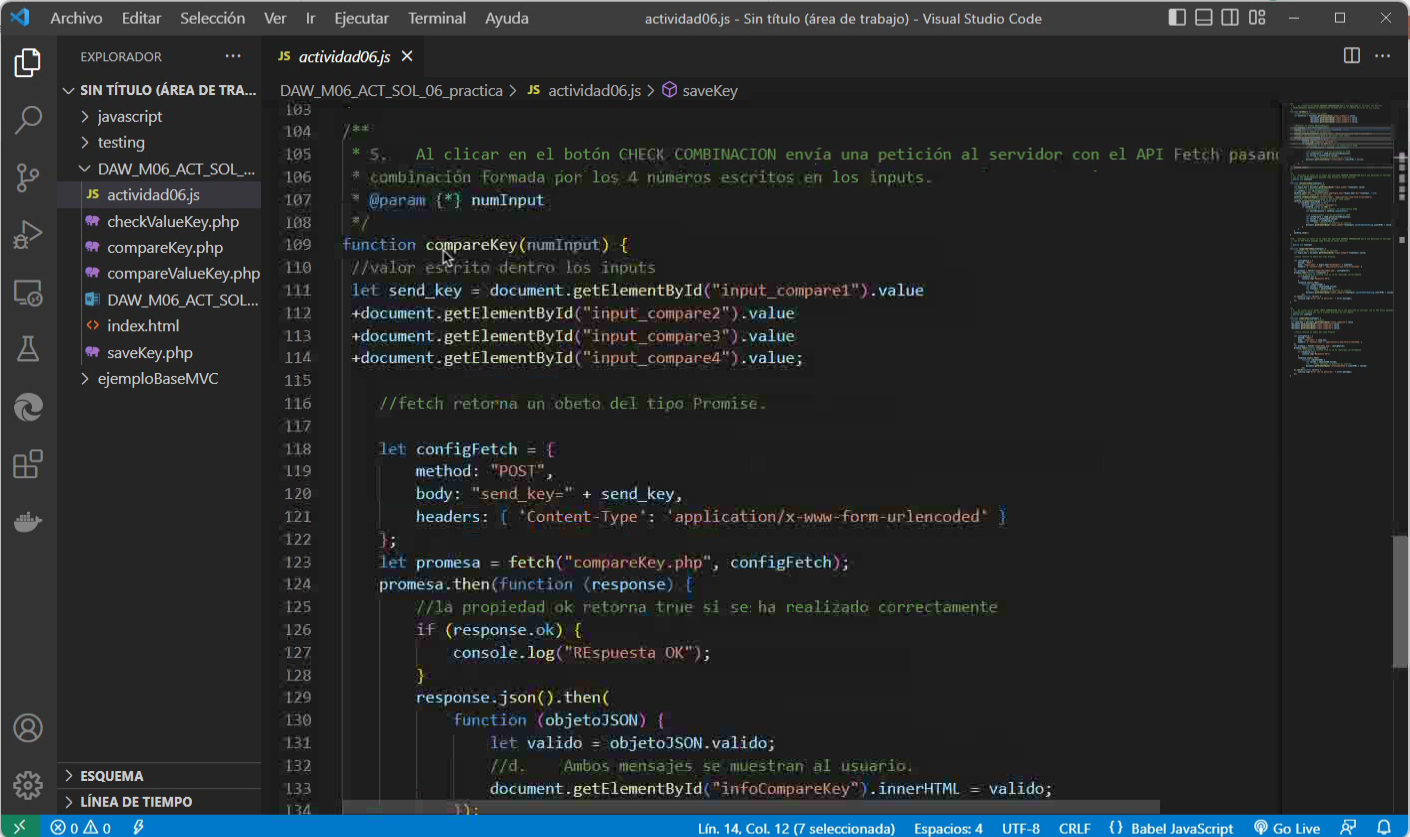 Archivo Editar Selección Ver Ir Ejecutar Terminal Ayuda actividad06.js - Sin título (área de trabajo) - Visual Studio Code
EXPLORADOR ···
SIN TÍTULO (ÁREA DE TRA...
javascript
testing
DAW_M06_ACT_SOL_...
JS actividad06.js
checkValueKey.php
compareKey.php
compareValueKey.php
DAW_M06_ACT_SOL...
<> index.html
saveKey.php
ejemploBaseMVC
ESQUEMA
LÍNEA DE TIEMPO
JS actividad06.js
DAW_M06_ACT_SOL_06_practica > JS actividad06.js > saveKey
103
104 /**
105 * 5. Al clicar en el botón CHECK COMBINACION envía una petición al servidor con el API Fetch pasan
106 * combinación formada por los 4 números escritos en los inputs.
107 * @param {*} numInput
108 */
109 function compareKey(numInput) {
110 //valor escrito dentro los inputs
111 let send_key = document.getElementById("input_compare1").value
112 +document.getElementById("input_compare2").value
113 +document.getElementById("input_compare3").value
114 +document.getElementById("input_compare4").value;
115
116 //fetch retorna un obeto del tipo Promise.
117
118 let configFetch = {
119 method: "POST",
120 body: "send_key=" + send_key,
121 headers: { 'Content-Type': 'application/x-www-form-urlencoded' }
122 };
123 let promesa = fetch("compareKey.php", configFetch);
124 promesa.then(function (response) {
125 //la propiedad ok retorna true si se ha realizado correctamente
126 if (response.ok) {
127 console.log("REspuesta OK");
128 }
129 response.json().then(
130 function (objetoJSON) {
131 let valido = objetoJSON.valido;
132 //d. Ambos mensajes se muestran al usuario.
133 document.getElementById("infoCompareKey").innerHTML = valido;
134 });
0 0 Lín. 14, Col. 12 (7 seleccionada) Espacios: 4 UTF-8 CRLF {} Babel JavaScript Go Live